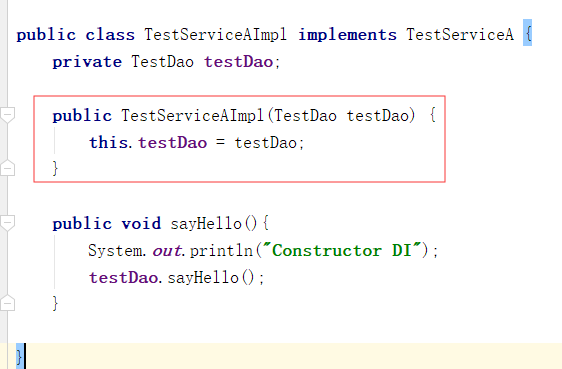 public class TestServiceAImpl implements TestServiceA {
private TestDao testDao;
public TestServiceAImpl(TestDao testDao) {
this.testDao = testDao;
}
public void sayHello(){
System.out.println("Constructor DI");
testDao.sayHello();
}
}